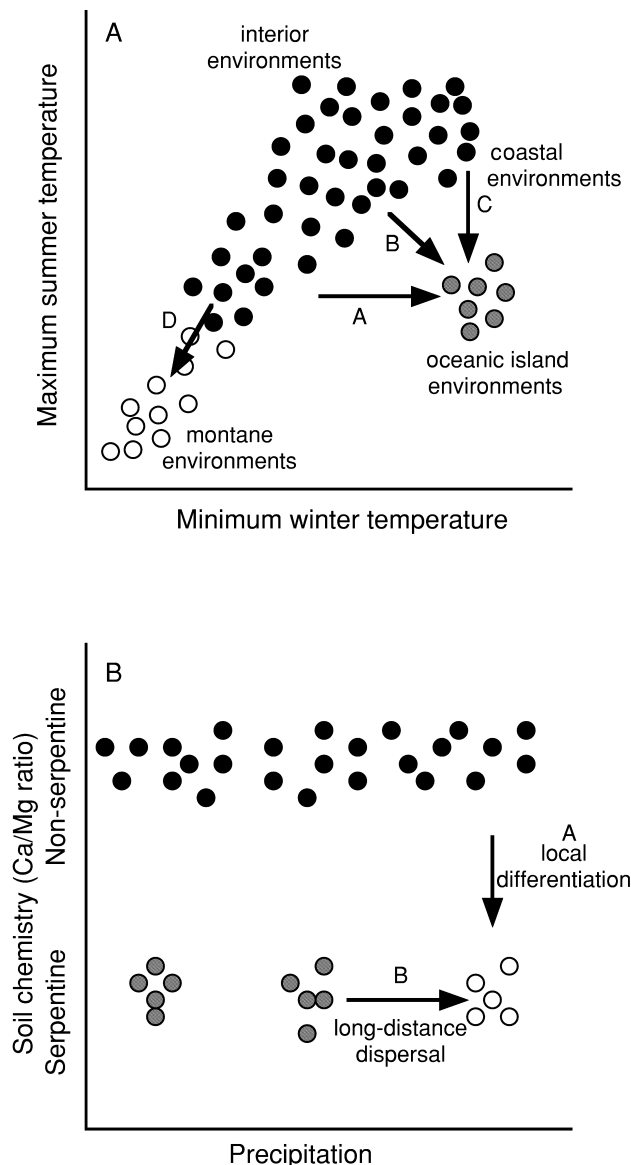 A
interior
environments
Maximum summer temperature
coastal
environments
C
B
A
D
oceanic island
environments
montane
environments
Minimum winter temperature
B
Soil chemistry (Ca/Mg ratio)
Non-serpentine
Serpentine
A
local
differentiation
B
long-distance
dispersal
Precipitation